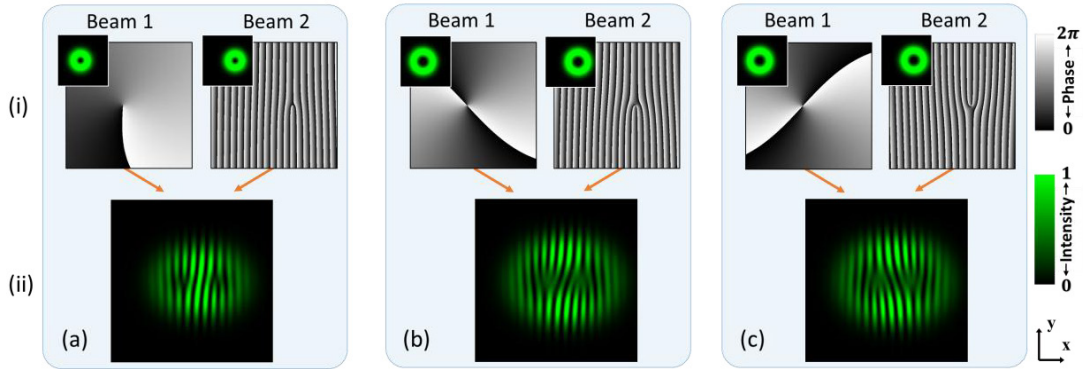 Beam 1 Beam 2 Beam 1 Beam 2 Beam 1 Beam 2
(i)
(ii)
(a) (b) (c)
2π
←Phase→
0
1
←Intensity→
0
y
x